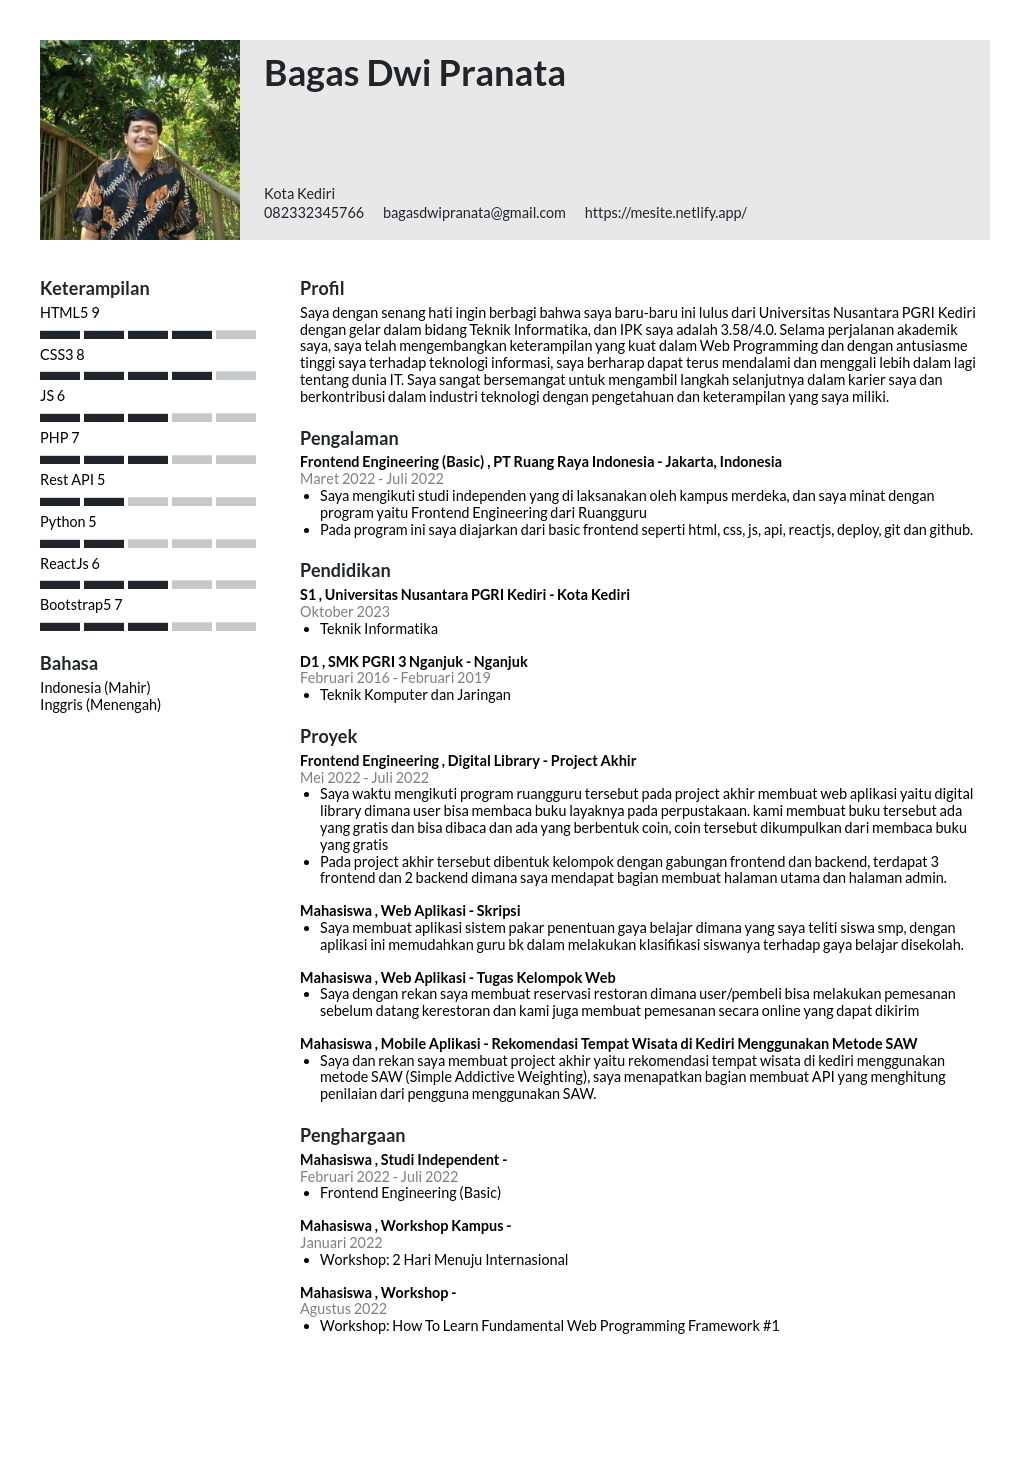 Bagas Dwi Pranata
Kota Kediri
082332345766 bagasdwipranata@gmail.com https://mesite.netlify.app/
Keterampilan
HTML5 9
CSS3 8
JS 6
PHP 7
Rest API 5
Python 5
ReactJs 6
Bootstrap5 7
Bahasa
Indonesia (Mahir)
Inggris (Menengah)
Profil
Saya dengan senang hati ingin berbagi bahwa saya baru-baru ini lulus dari Universitas Nusantara PGRI Kediri
dengan gelar dalam bidang Teknik Informatika, dan IPK saya adalah 3.58/4.0. Selama perjalanan akademik
saya, saya telah mengembangkan keterampilan yang kuat dalam Web Programming dan dengan antusiasme
tinggi saya terhadap teknologi informasi, saya berharap dapat terus mendalami dan menggali lebih dalam lagi
tentang dunia IT. Saya sangat bersemangat untuk mengambil langkah selanjutnya dalam karier saya dan
berkontribusi dalam industri teknologi dengan pengetahuan dan keterampilan yang saya miliki.
Pengalaman
Frontend Engineering (Basic) , PT Ruang Raya Indonesia - Jakarta, Indonesia
Maret 2022 - Juli 2022
• Saya mengikuti studi independen yang di laksanakan oleh kampus merdeka, dan saya minat dengan
program yaitu Frontend Engineering dari Ruangguru
• Pada program ini saya diajarkan dari basic frontend seperti html, css, js, api, reactjs, deploy, git dan github.
Pendidikan
S1 , Universitas Nusantara PGRI Kediri - Kota Kediri
Oktober 2023
• Teknik Informatika
D1 , SMK PGRI 3 Nganjuk - Nganjuk
Februari 2016 - Februari 2019
• Teknik Komputer dan Jaringan
Proyek
Frontend Engineering , Digital Library - Project Akhir
Mei 2022 - Juli 2022
• Saya waktu mengikuti program ruangguru tersebut pada project akhir membuat web aplikasi yaitu digital
library dimana user bisa membaca buku layaknya pada perpustakaan. kami membuat buku tersebut ada
yang gratis dan bisa dibaca dan ada yang berbentuk coin, coin tersebut dikumpulkan dari membaca buku
yang gratis
• Pada project akhir tersebut dibentuk kelompok dengan gabungan frontend dan backend, terdapat 3
frontend dan 2 backend dimana saya mendapat bagian membuat halaman utama dan halaman admin.
Mahasiswa , Web Aplikasi - Skripsi
• Saya membuat aplikasi sistem pakar penentuan gaya belajar dimana yang saya teliti siswa smp, dengan
aplikasi ini memudahkan guru bk dalam melakukan klasifikasi siswanya terhadap gaya belajar disekolah.
Mahasiswa , Web Aplikasi - Tugas Kelompok Web
• Saya dengan rekan saya membuat reservasi restoran dimana user/pembeli bisa melakukan pemesanan
sebelum datang kerestoran dan kami juga membuat pemesanan secara online yang dapat dikirim
Mahasiswa , Mobile Aplikasi - Rekomendasi Tempat Wisata di Kediri Menggunakan Metode SAW
• Saya dan rekan saya membuat project akhir yaitu rekomendasi tempat wisata di kediri menggunakan
metode SAW (Simple Addictive Weighting), saya menapatkan bagian membuat API yang menghitung
penilaian dari pengguna menggunakan SAW.
Penghargaan
Mahasiswa , Studi Independent -
Februari 2022 - Juli 2022
• Frontend Engineering (Basic)
Mahasiswa , Workshop Kampus -
Januari 2022
• Workshop: 2 Hari Menuju Internasional
Mahasiswa , Workshop -
Agustus 2022
• Workshop: How To Learn Fundamental Web Programming Framework #1